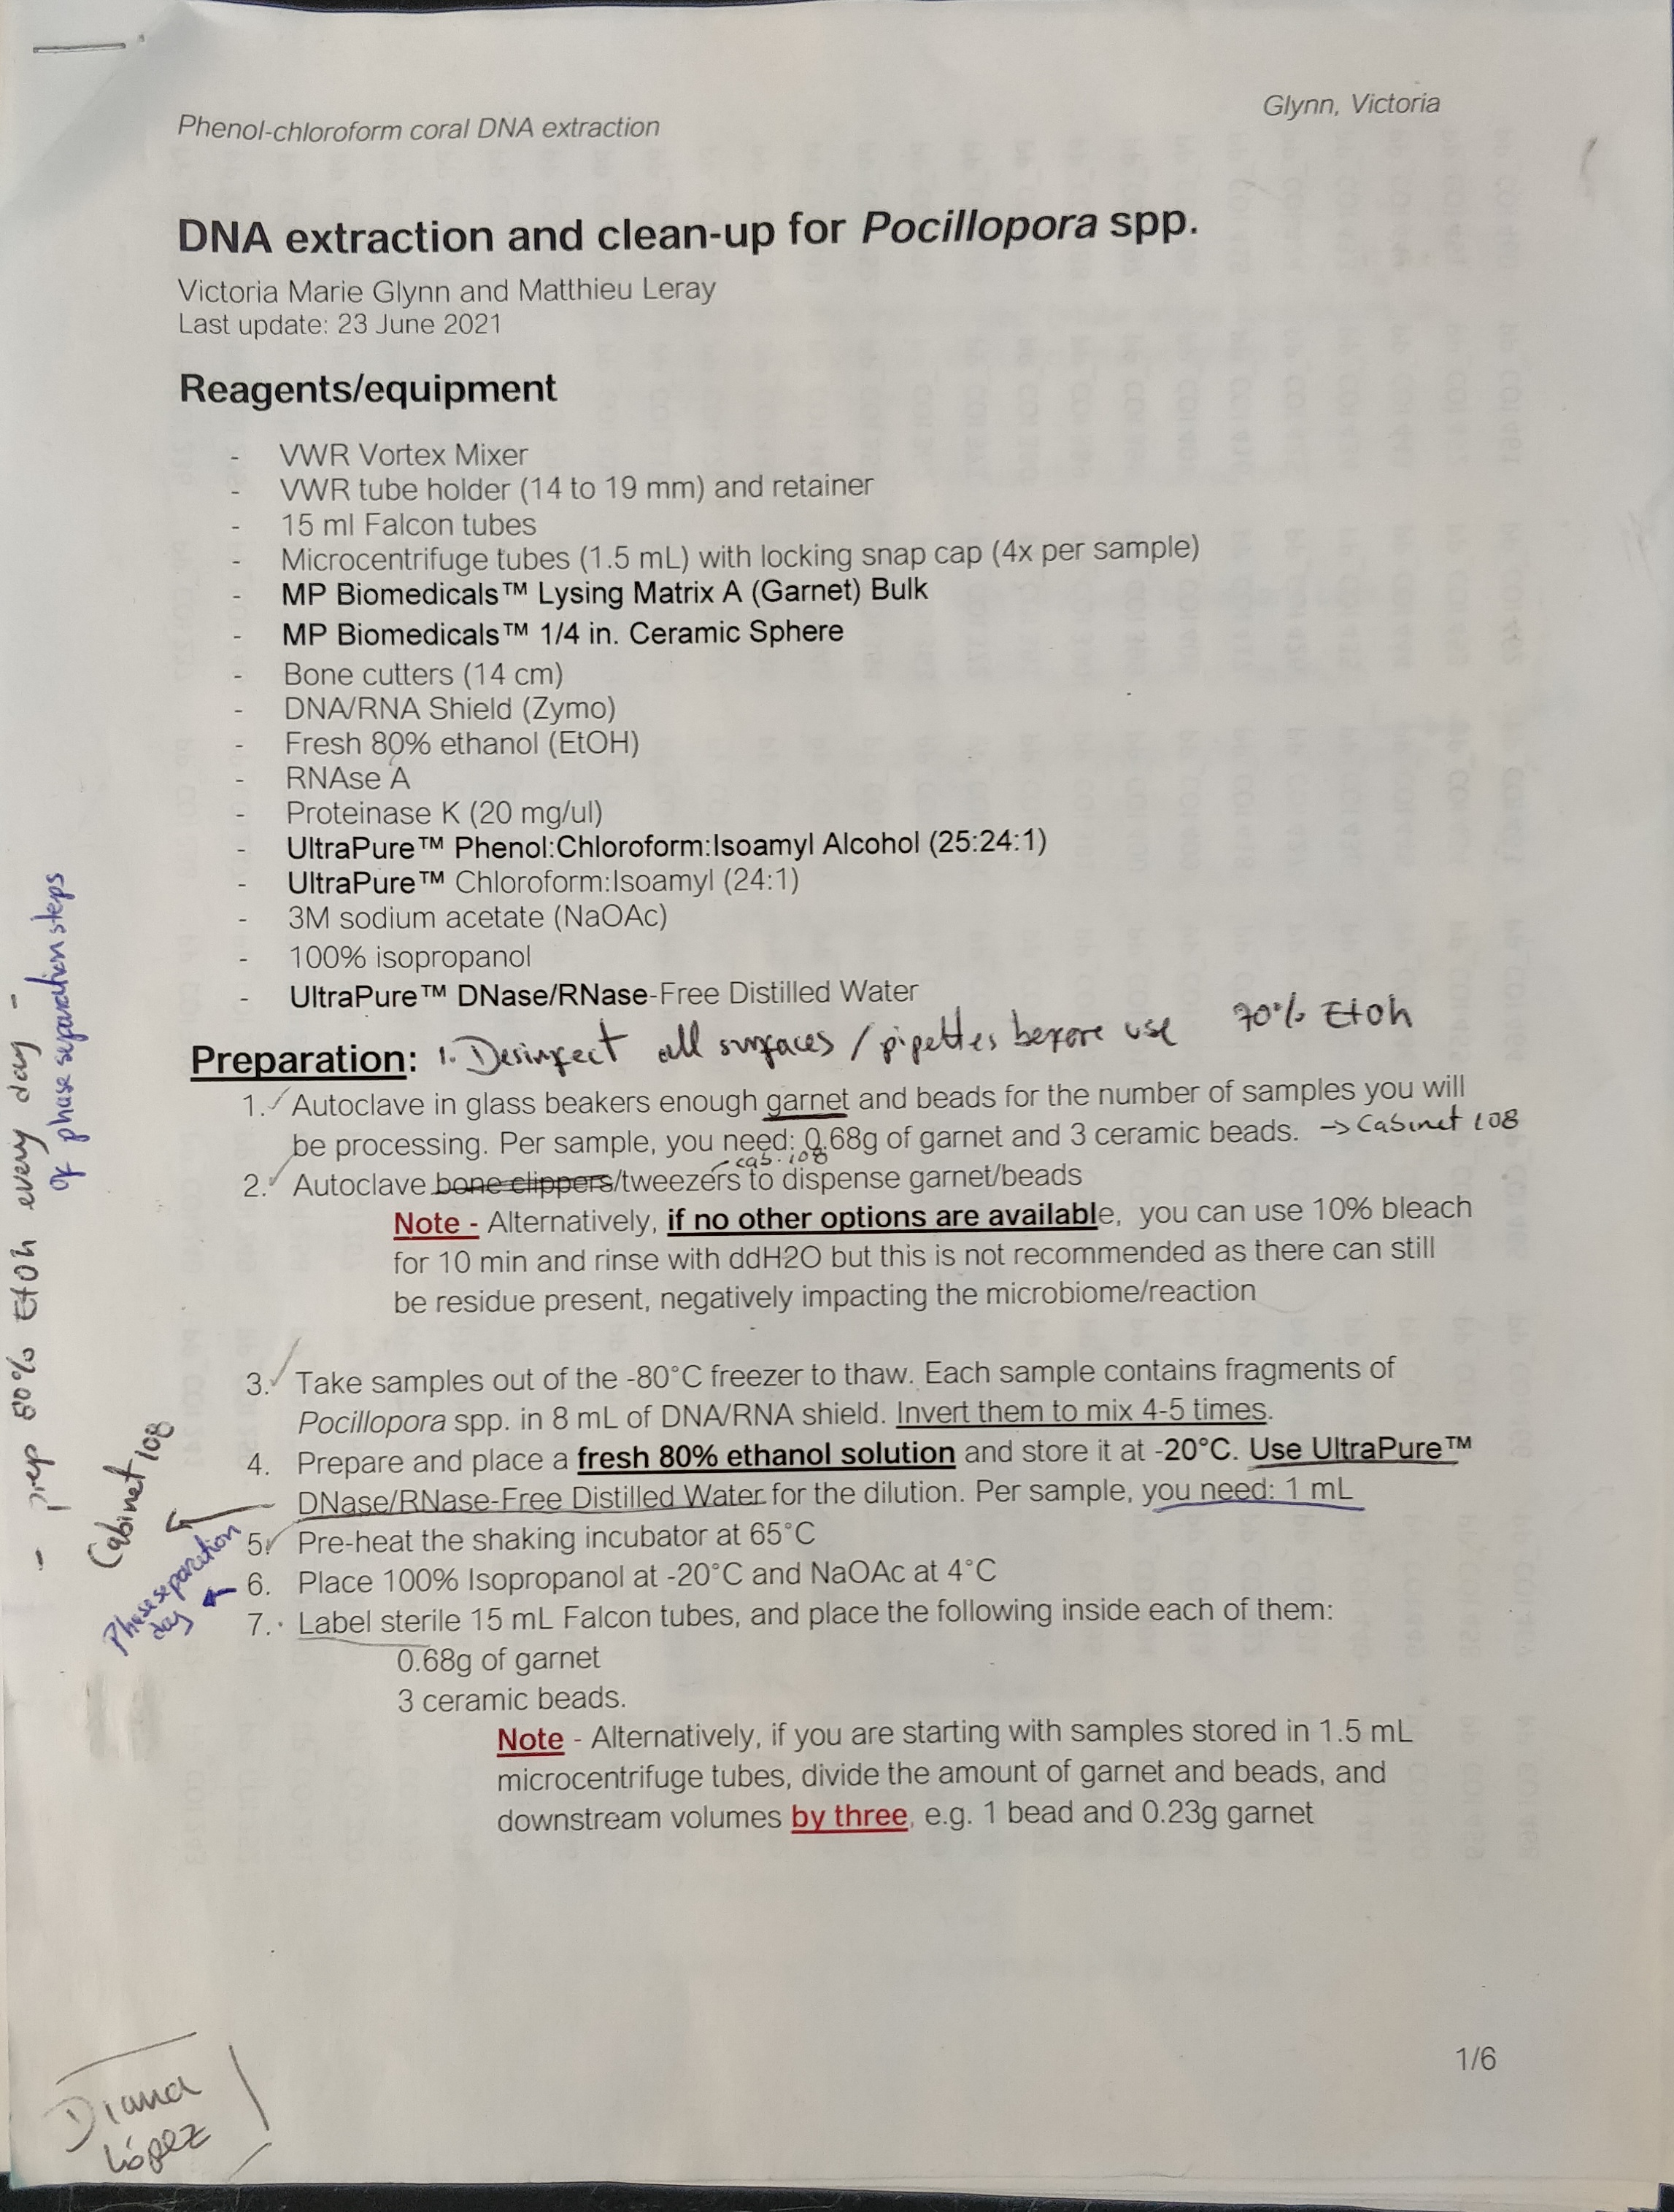 Phenol-chloroform coral DNA extraction
Glynn, Victoria
DNA extraction and clean-up for Pocillopora spp.
Victoria Marie Glynn and Matthieu Leray
Last update: 23 June 2021
Reagents/equipment
- VWR Vortex Mixer
- VWR tube holder (14 to 19 mm) and retainer
- 15 ml Falcon tubes
- Microcentrifuge tubes (1.5 mL) with locking snap cap (4x per sample)
- MP Biomedicals™ Lysing Matrix A (Garnet) Bulk
- MP Biomedicals™ 1/4 in. Ceramic Sphere
- Bone cutters (14 cm)
- DNA/RNA Shield (Zymo)
- Fresh 80% ethanol (EtOH)
- RNAse A
- Proteinase K (20 mg/ul)
- UltraPure™ Phenol:Chloroform:Isoamyl Alcohol (25:24:1)
- UltraPure™ Chloroform:Isoamyl (24:1)
- 3M sodium acetate (NaOAc)
- 100% isopropanol
- UltraPure™ DNase/RNase-Free Distilled Water
Preparation: 1. Desinfect all surfaces / pipettes before use 70% EtOh
1. Autoclave in glass beakers enough garnet and beads for the number of samples you will
be processing. Per sample, you need: 0.68g of garnet and 3 ceramic beads. → Cabinet 108
cab. 108
2. Autoclave bone clippers/tweezers to dispense garnet/beads
Note - Alternatively, if no other options are available, you can use 10% bleach
for 10 min and rinse with ddH2O but this is not recommended as there can still
be residue present, negatively impacting the microbiome/reaction
3. Take samples out of the -80°C freezer to thaw. Each sample contains fragments of
Pocillopora spp. in 8 mL of DNA/RNA shield. Invert them to mix 4-5 times.
4. Prepare and place a fresh 80% ethanol solution and store it at -20°C. Use UltraPure™
DNase/RNase-Free Distilled Water for the dilution. Per sample, you need: 1 mL
5. Pre-heat the shaking incubator at 65°C
6. Place 100% Isopropanol at -20°C and NaOAc at 4°C
7. Label sterile 15 mL Falcon tubes, and place the following inside each of them:
0.68g of garnet
3 ceramic beads.
Note - Alternatively, if you are starting with samples stored in 1.5 mL
microcentrifuge tubes, divide the amount of garnet and beads, and
downstream volumes by three, e.g. 1 bead and 0.23g garnet
- prep 80% EtOh every day -
of phase separation steps
Cabinet 108
Phase separation
day
1/6
Diana
López